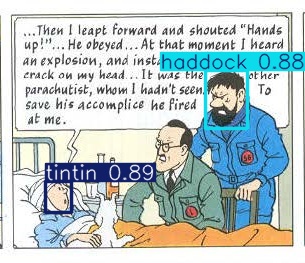 ...Then I leapt forward and shouted “Hands
up!”... He obeyed... At that moment I heard
an explosion, and inst
haddock 0.88
crack on my head... It was the other
parachutist, whom I hadn't seen. To
save his accomplice he fired
at me.
tintin 0.89